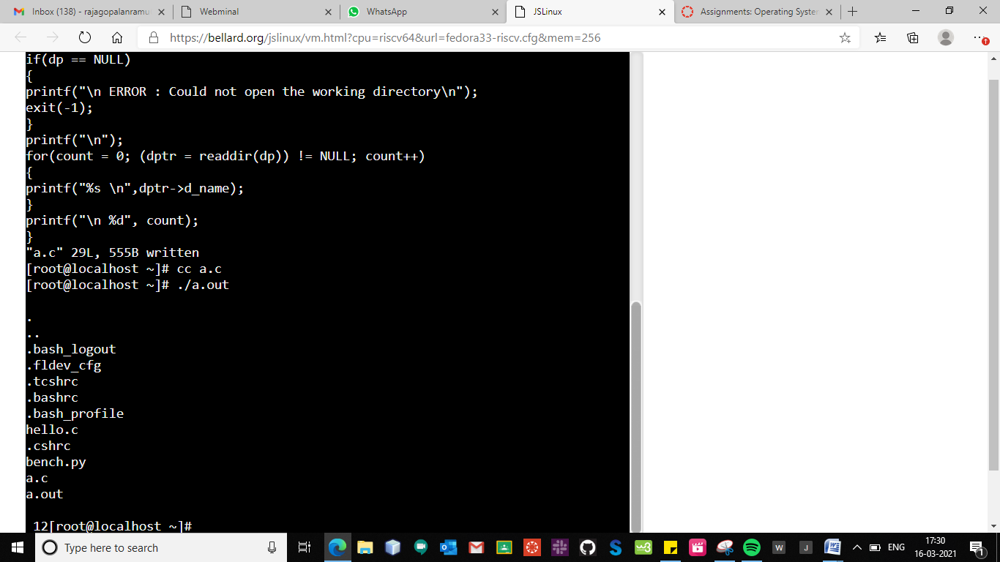 Inbox (138) - rajagopalanramu
Webminal
WhatsApp
JSLinux
Assignments: Operating System
https://bellard.org/jslinux/vm.html?cpu=riscv64&url=fedora33-riscv.cfg&mem=256
if(dp == NULL)
{
printf("\n ERROR : Could not open the working directory\n");
exit(-1);
}
printf("\n");
for(count = 0; (dptr = readdir(dp)) != NULL; count++)
{
printf("%s \n",dptr->d_name);
}
printf("\n %d", count);
}
"a.c" 29L, 555B written
[root@localhost ~]# cc a.c
[root@localhost ~]# ./a.out
.
..
.bash_logout
.fldev_cfg
.tcshrc
.bashrc
.bash_profile
hello.c
.cshrc
bench.py
a.c
a.out
12[root@localhost ~]#
Type here to search
W
J
ENG
17:30
16-03-2021
1